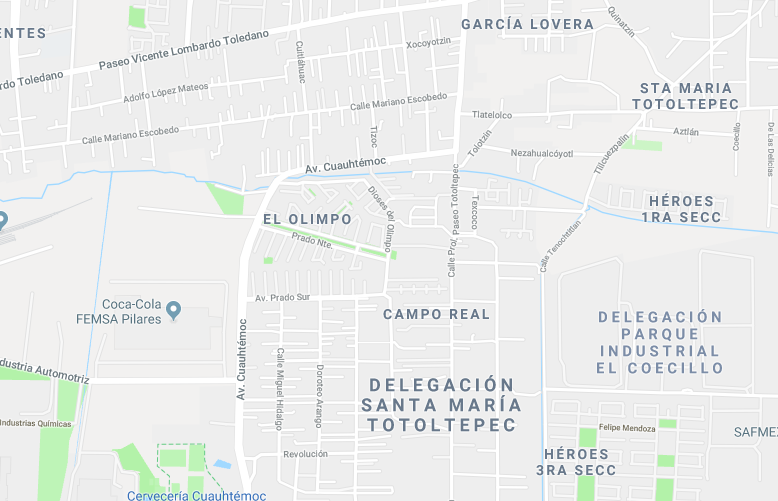 GARCÍA LOVERA
Quinatzin
ENTES
Paseo Vicente Lombardo Toledano
Xocoyotzin
Cuitláhuac
rdo Toledano
Adolfo López Mateos
STA MARIA
TOTOLTEPEC
Calle Mariano Escobedo
Tlatelolco
Calle Mariano Escobedo
Tizoc
Tolotzin
Aztlán
Coecillo
De Las Delicias
Tlilcuezpalin
Nezahualcóyotl
Av. Cuauhtémoc
Dioses del Olimpo
Calle Prol. Paseo Totoltepec
Texcoco
HÉROES
1RA SECC
EL OLIMPO
Prado Nte.
Calle Tenochtitlan
Av. Prado Sur
Coca-Cola
FEMSA Pilares
CAMPO REAL
DELEGACIÓN
PARQUE
INDUSTRIAL
EL COECILLO
Av. Cuauhtémoc
Calle Miguel Hidalgo
Doroteo Arango
ndustria Automotriz
DELEGACIÓN
SANTA MARÍA
TOTOLTEPEC
Industrias Químicas
Felipe Mendoza
SAFMEX
Revolución
HÉROES
3RA SECC
Cervecería Cuauhtémoc